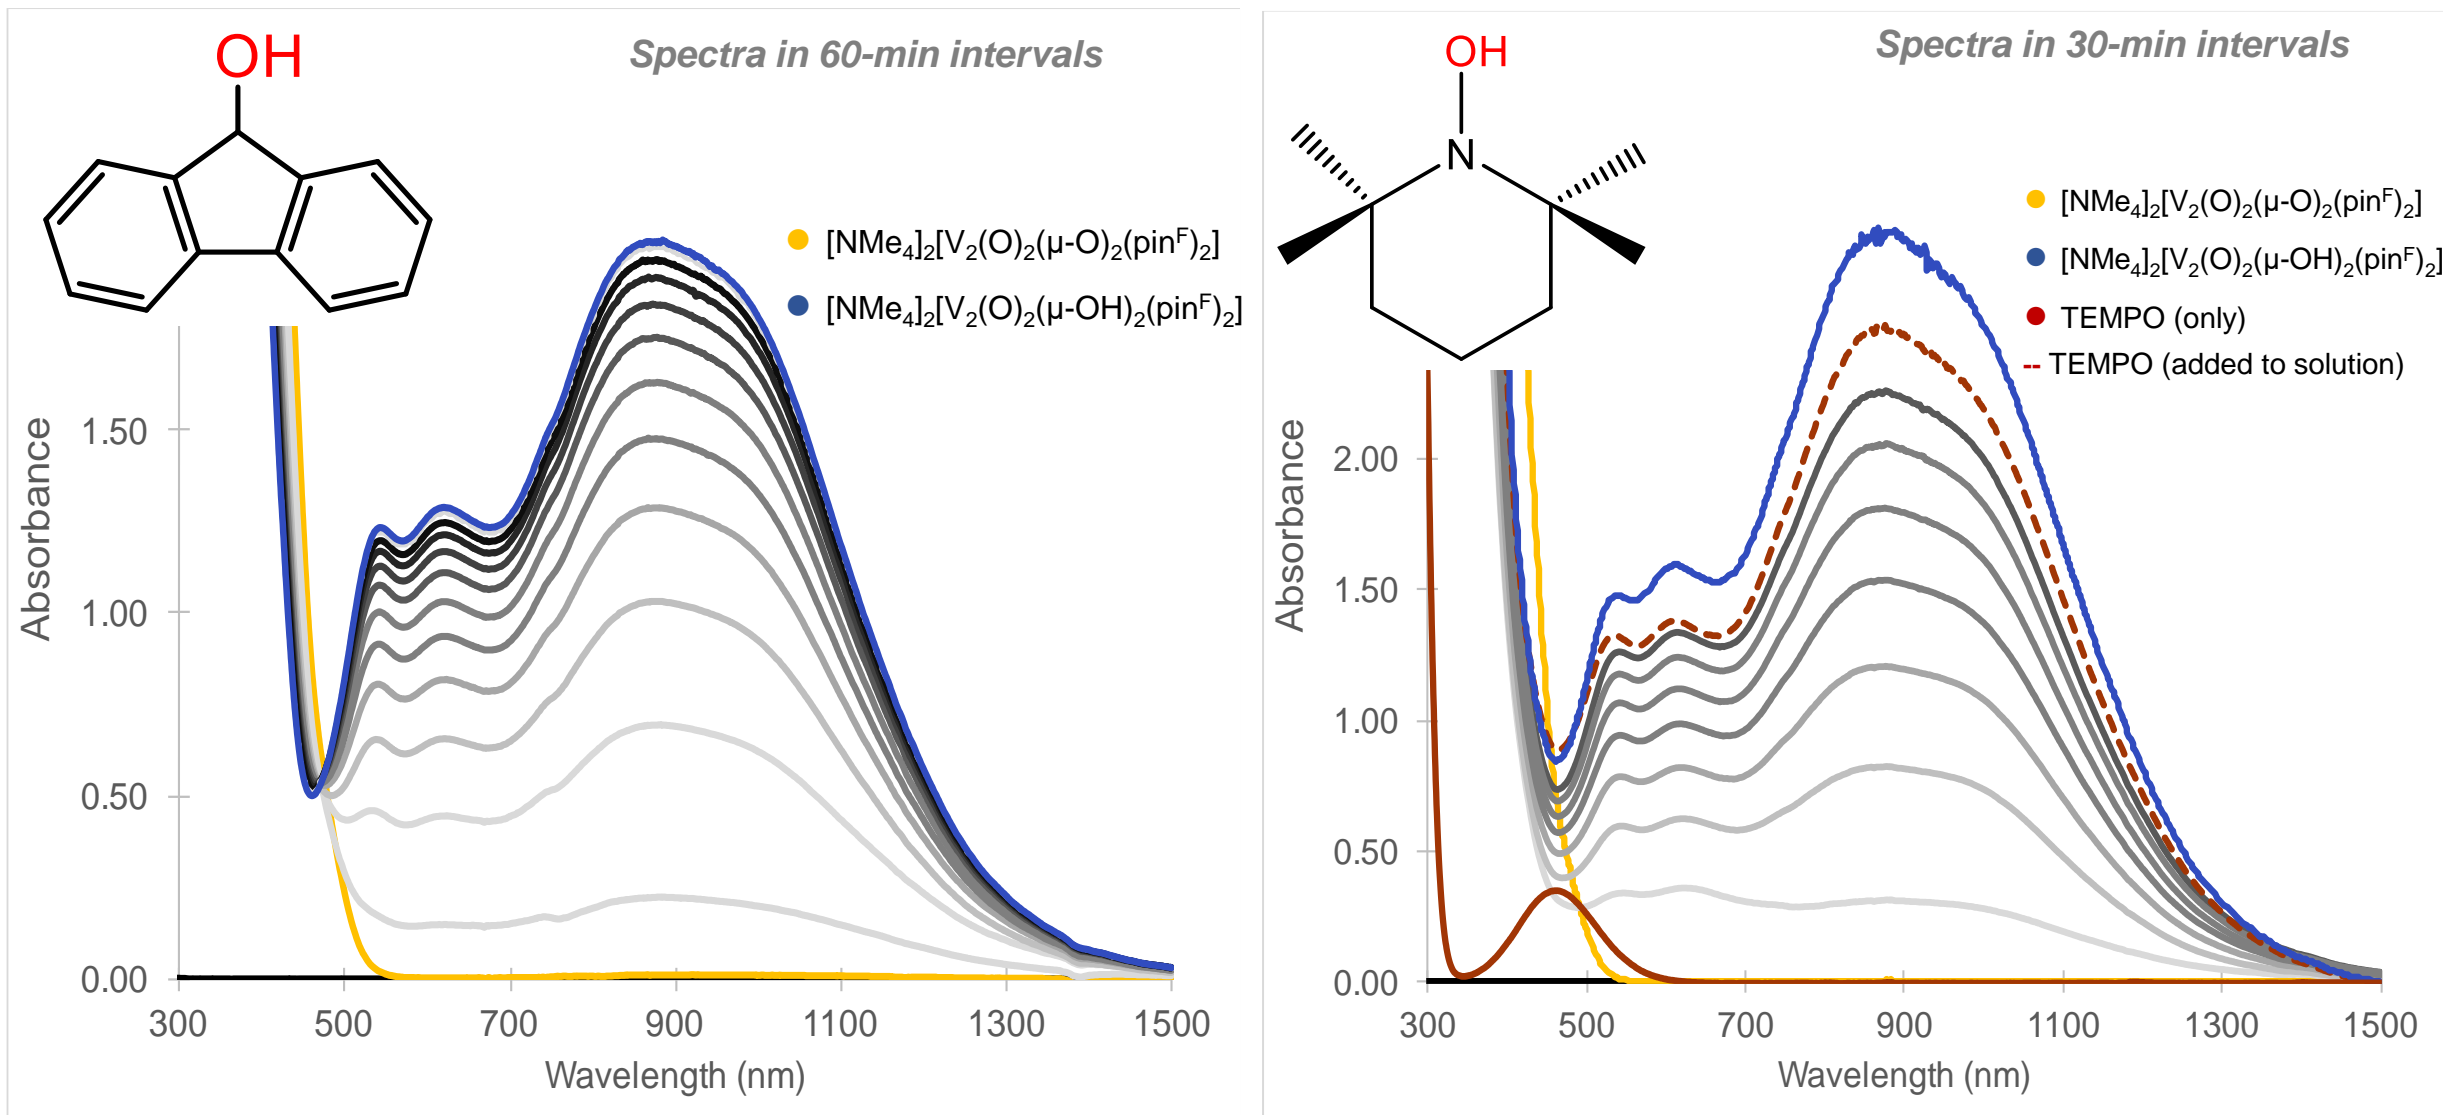 OH
Spectra in 60-min intervals
[NMe₄]₂[V₂(O)₂(μ-O)₂(pinF)₂]
[NMe₄]₂[V₂(O)₂(μ-OH)₂(pinF)₂]
Absorbance
1.50
1.00
0.50
0.00
300 500 700 900 1100 1300 1500
Wavelength (nm)
OH
N
Spectra in 30-min intervals
[NMe₄]₂[V₂(O)₂(μ-O)₂(pinF)₂]
[NMe₄]₂[V₂(O)₂(μ-OH)₂(pinF)₂]
TEMPO (only)
-- TEMPO (added to solution)
Absorbance
2.00
1.50
1.00
0.50
0.00
300 500 700 900 1100 1300 1500
Wavelength (nm)